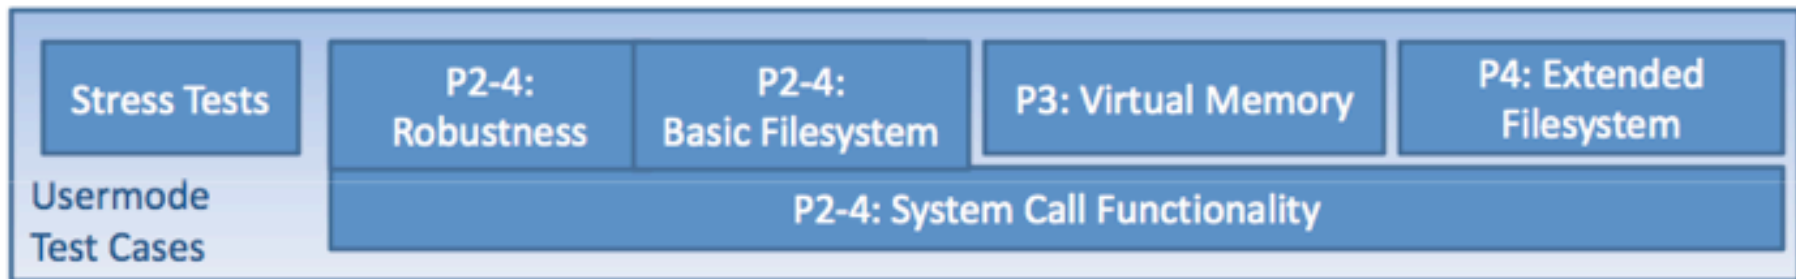 Stress Tests
P2-4:
Robustness
P2-4:
Basic Filesystem
P3: Virtual Memory
P4: Extended
Filesystem
Usermode
Test Cases
P2-4: System Call Functionality